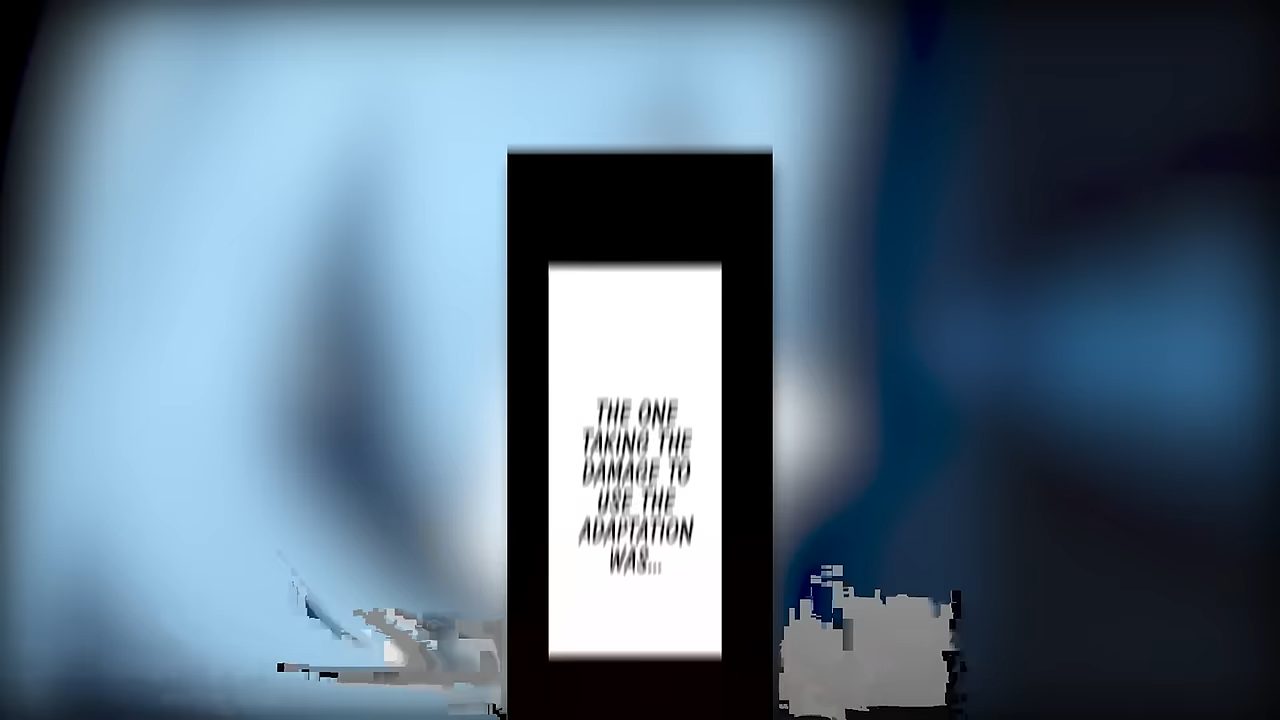 THE ONE
TAKING THE
DAMAGE TO
USE THE
ADAPTATION
WAS...